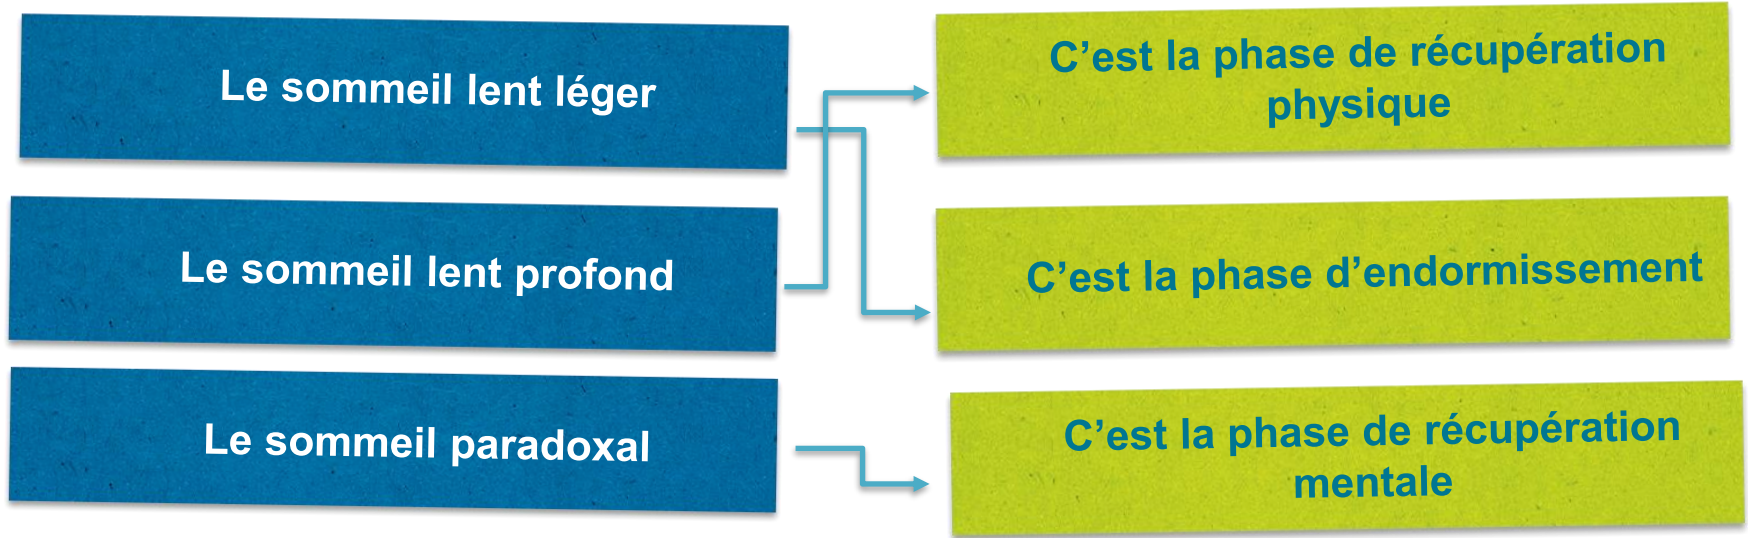 Le sommeil lent léger
C’est la phase de récupération
physique
Le sommeil lent profond
C’est la phase d’endormissement
Le sommeil paradoxal
C’est la phase de récupération
mentale